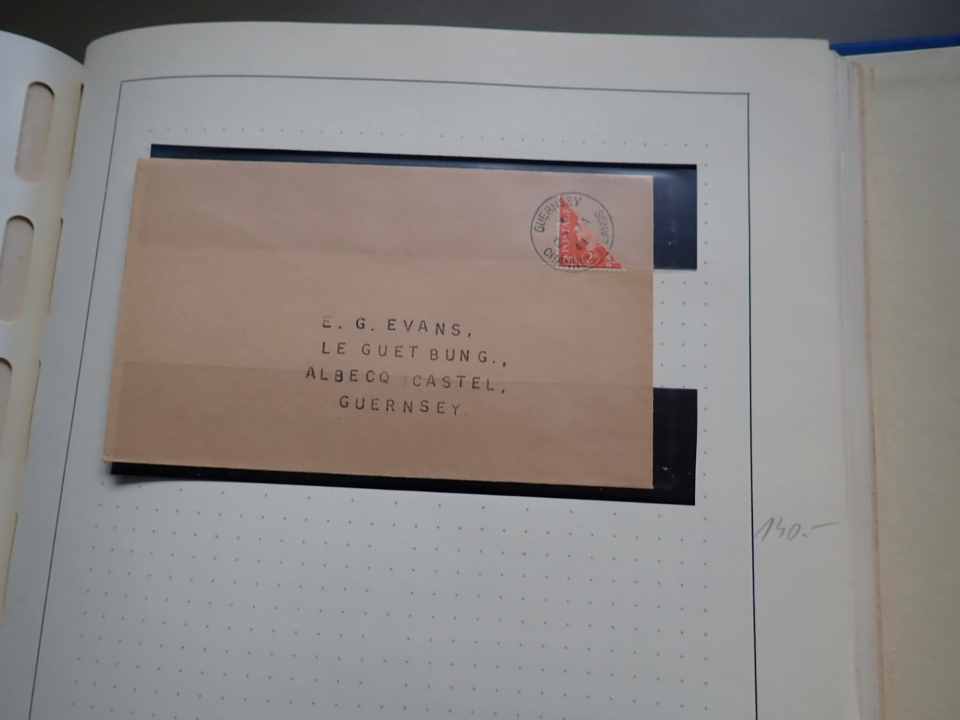 GUERNSEY
E. G. EVANS,
LE GUET BUNG.,
ALBECQ CASTEL,
GUERNSEY.
140.-